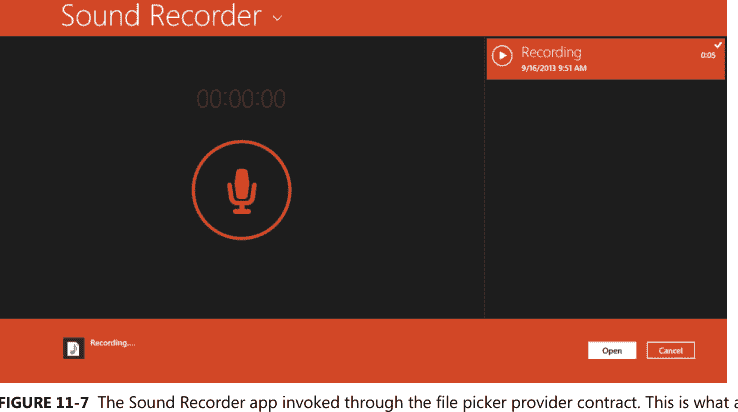 Sound Recorder
Recording
0:05
9/16/2013 9:51 AM
00:00:00
Recording....
Open
Cancel
FIGURE 11-7 The Sound Recorder app invoked through the file picker provider contract. This is what a